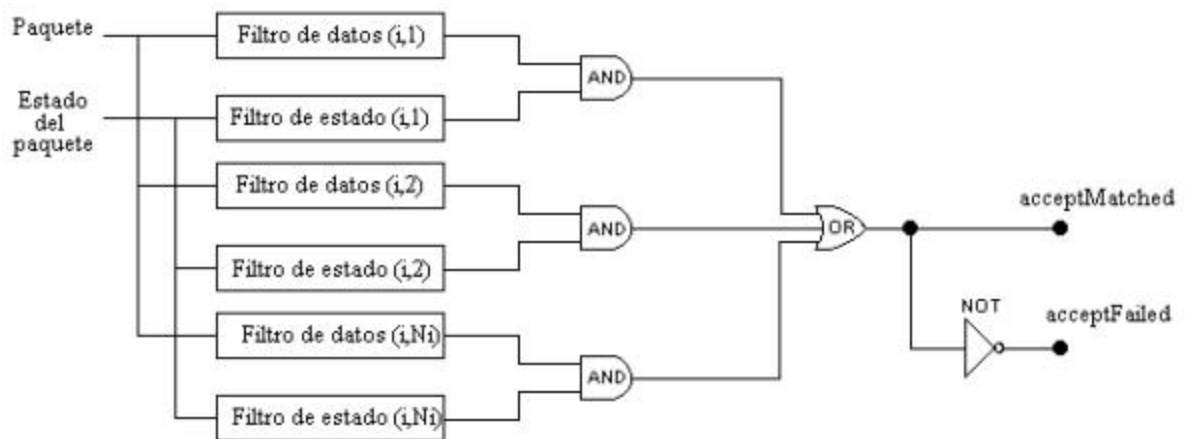 Paquete
Filtro de datos (i,1)
AND
Estado
del
paquete
Filtro de estado (i,1)
Filtro de datos (i,2)
AND
Filtro de estado (i,2)
OR
acceptMatched
NOT
acceptFailed
Filtro de datos (i,Ni)
AND
Filtro de estado (i,Ni)